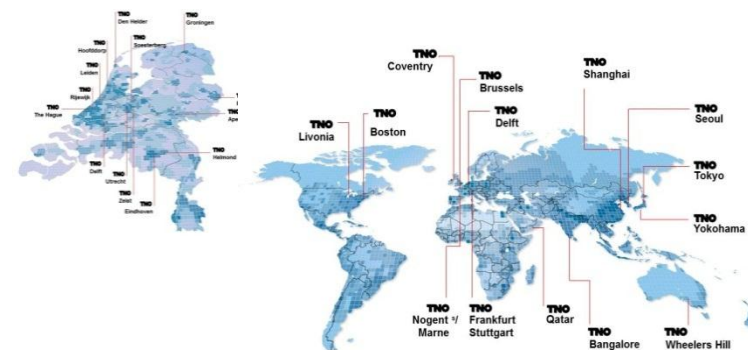 TNO
Den Helder
TNO
Groningen
TNO
Soesterberg
TNO
Hoofddorp
TNO
Leiden
TNO
Rijswijk
TNO
The Hague
TNO
TNO
Helmond
TNO
Delft
TNO
Utrecht
TNO
Zeist
TNO
Eindhoven
TNO
Coventry
TNO
Brussels
TNO
Shanghai
TNO
Livonia
TNO
Boston
TNO
Delft
TNO
Seoul
TNO
Tokyo
TNO
Yokohama
TNO
Nogent s/
Marne
TNO
Frankfurt
Stuttgart
TNO
Qatar
TNO
Bangalore
TNO
Wheelers Hill